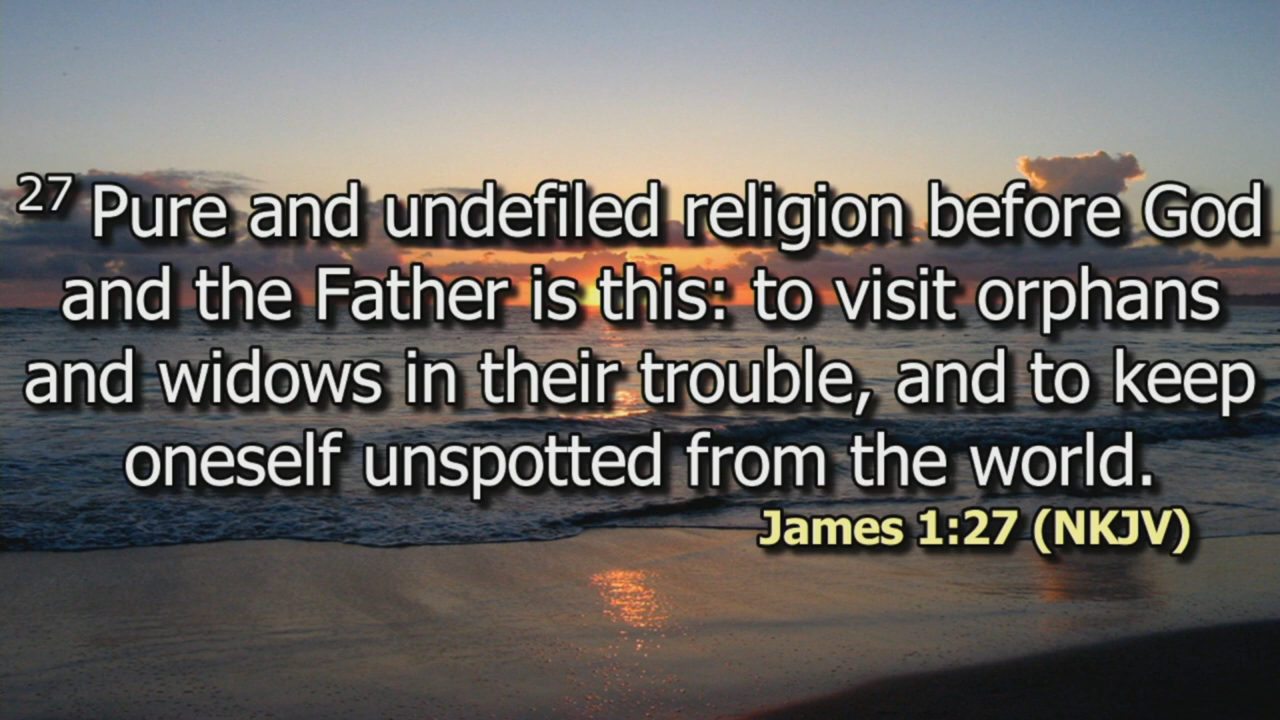 27 Pure and undefiled religion before God
and the Father is this: to visit orphans
and widows in their trouble, and to keep
oneself unspotted from the world.
James 1:27 (NKJV)